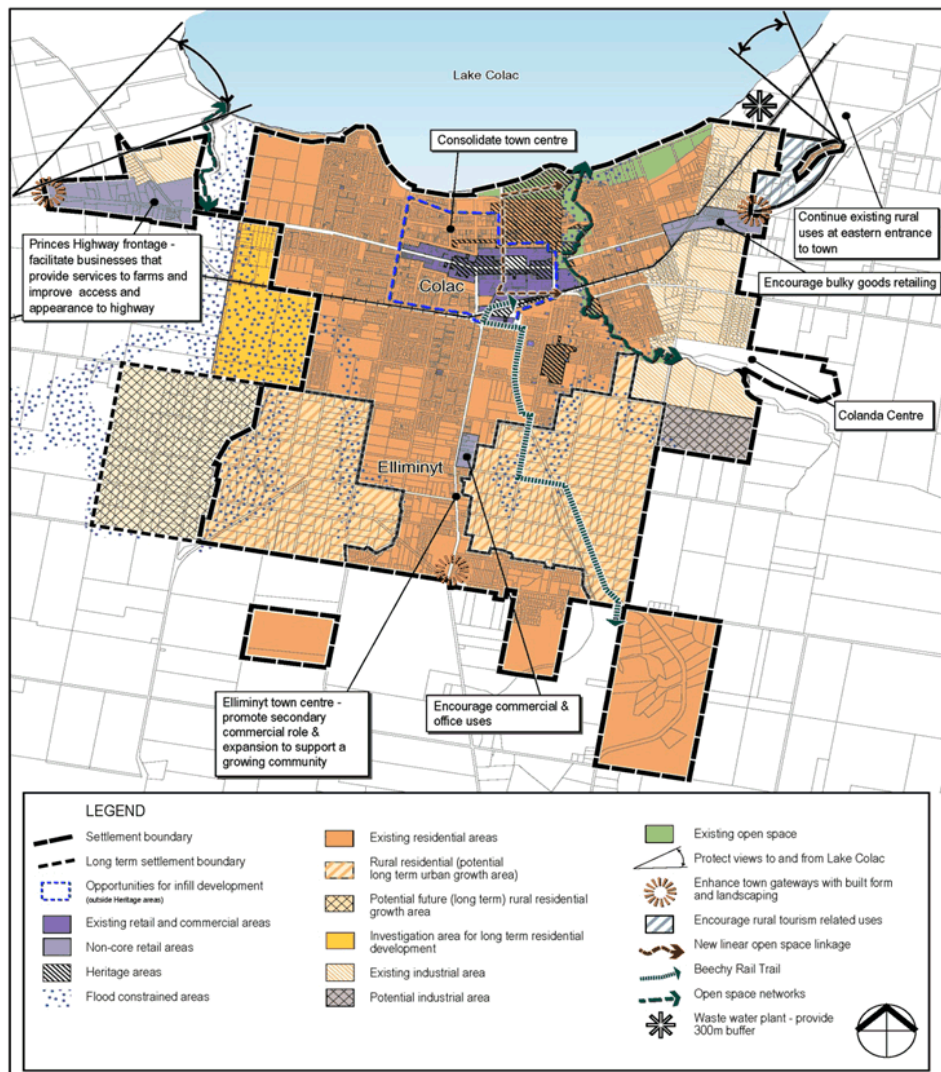 Lake Colac
Consolidate town centre
Princes Highway frontage -
facilitate businesses that
provide services to farms and
improve access and
appearance to highway
Continue existing rural
uses at eastern entrance
to town
Encourage bulky goods retailing
Colac
Colanda Centre
Elliminyt
Elliminyt town centre -
promote secondary
commercial role &
expansion to support a
growing community
Encourage commercial &
office uses
LEGEND
Settlement boundary
Long term settlement boundary
Opportunities for infill development
(outside Heritage areas)
Existing retail and commercial areas
Non-core retail areas
Heritage areas
Flood constrained areas
Existing residential areas
Rural residential (potential
long term urban growth area)
Potential future (long term) rural residential
growth area
Investigation area for long term residential
development
Existing industrial area
Potential industrial area
Existing open space
Protect views to and from Lake Colac
Enhance town gateways with built form
and landscaping
Encourage rural tourism related uses
New linear open space linkage
Beechy Rail Trail
Open space networks
Waste water plant - provide
300m buffer